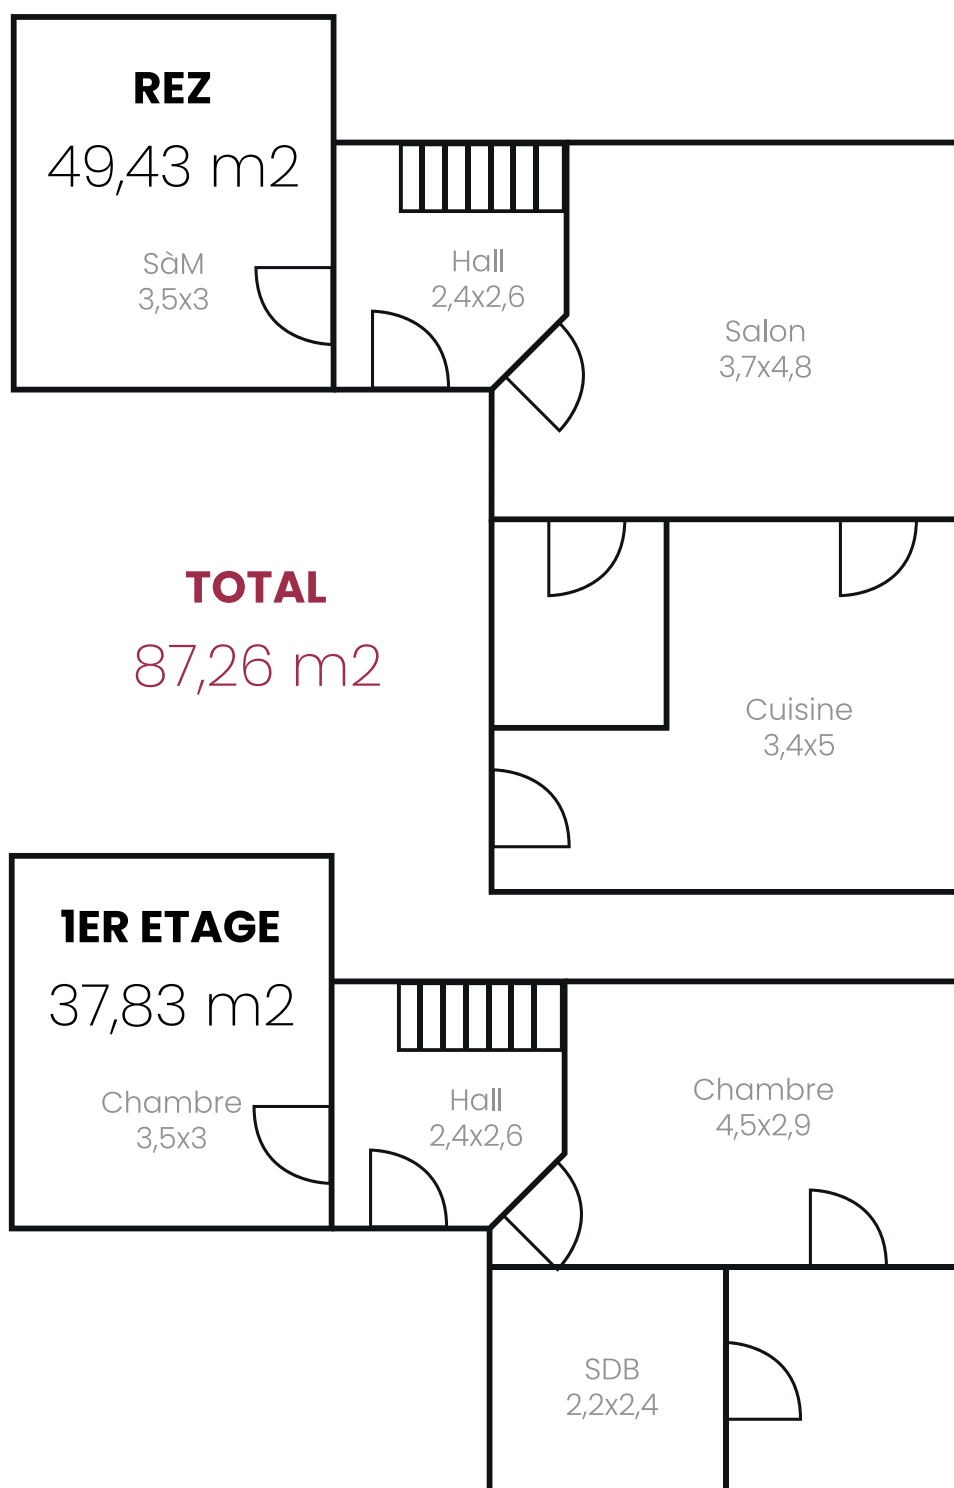 REZ
49,43 m2
SàM
3,5x3
Hall
2,4x2,6
Salon
3,7x4,8
TOTAL
87,26 m2
Cuisine
3,4x5
1ER ETAGE
37,83 m2
Chambre
3,5x3
Hall
2,4x2,6
Chambre
4,5x2,9
SDB
2,2x2,4